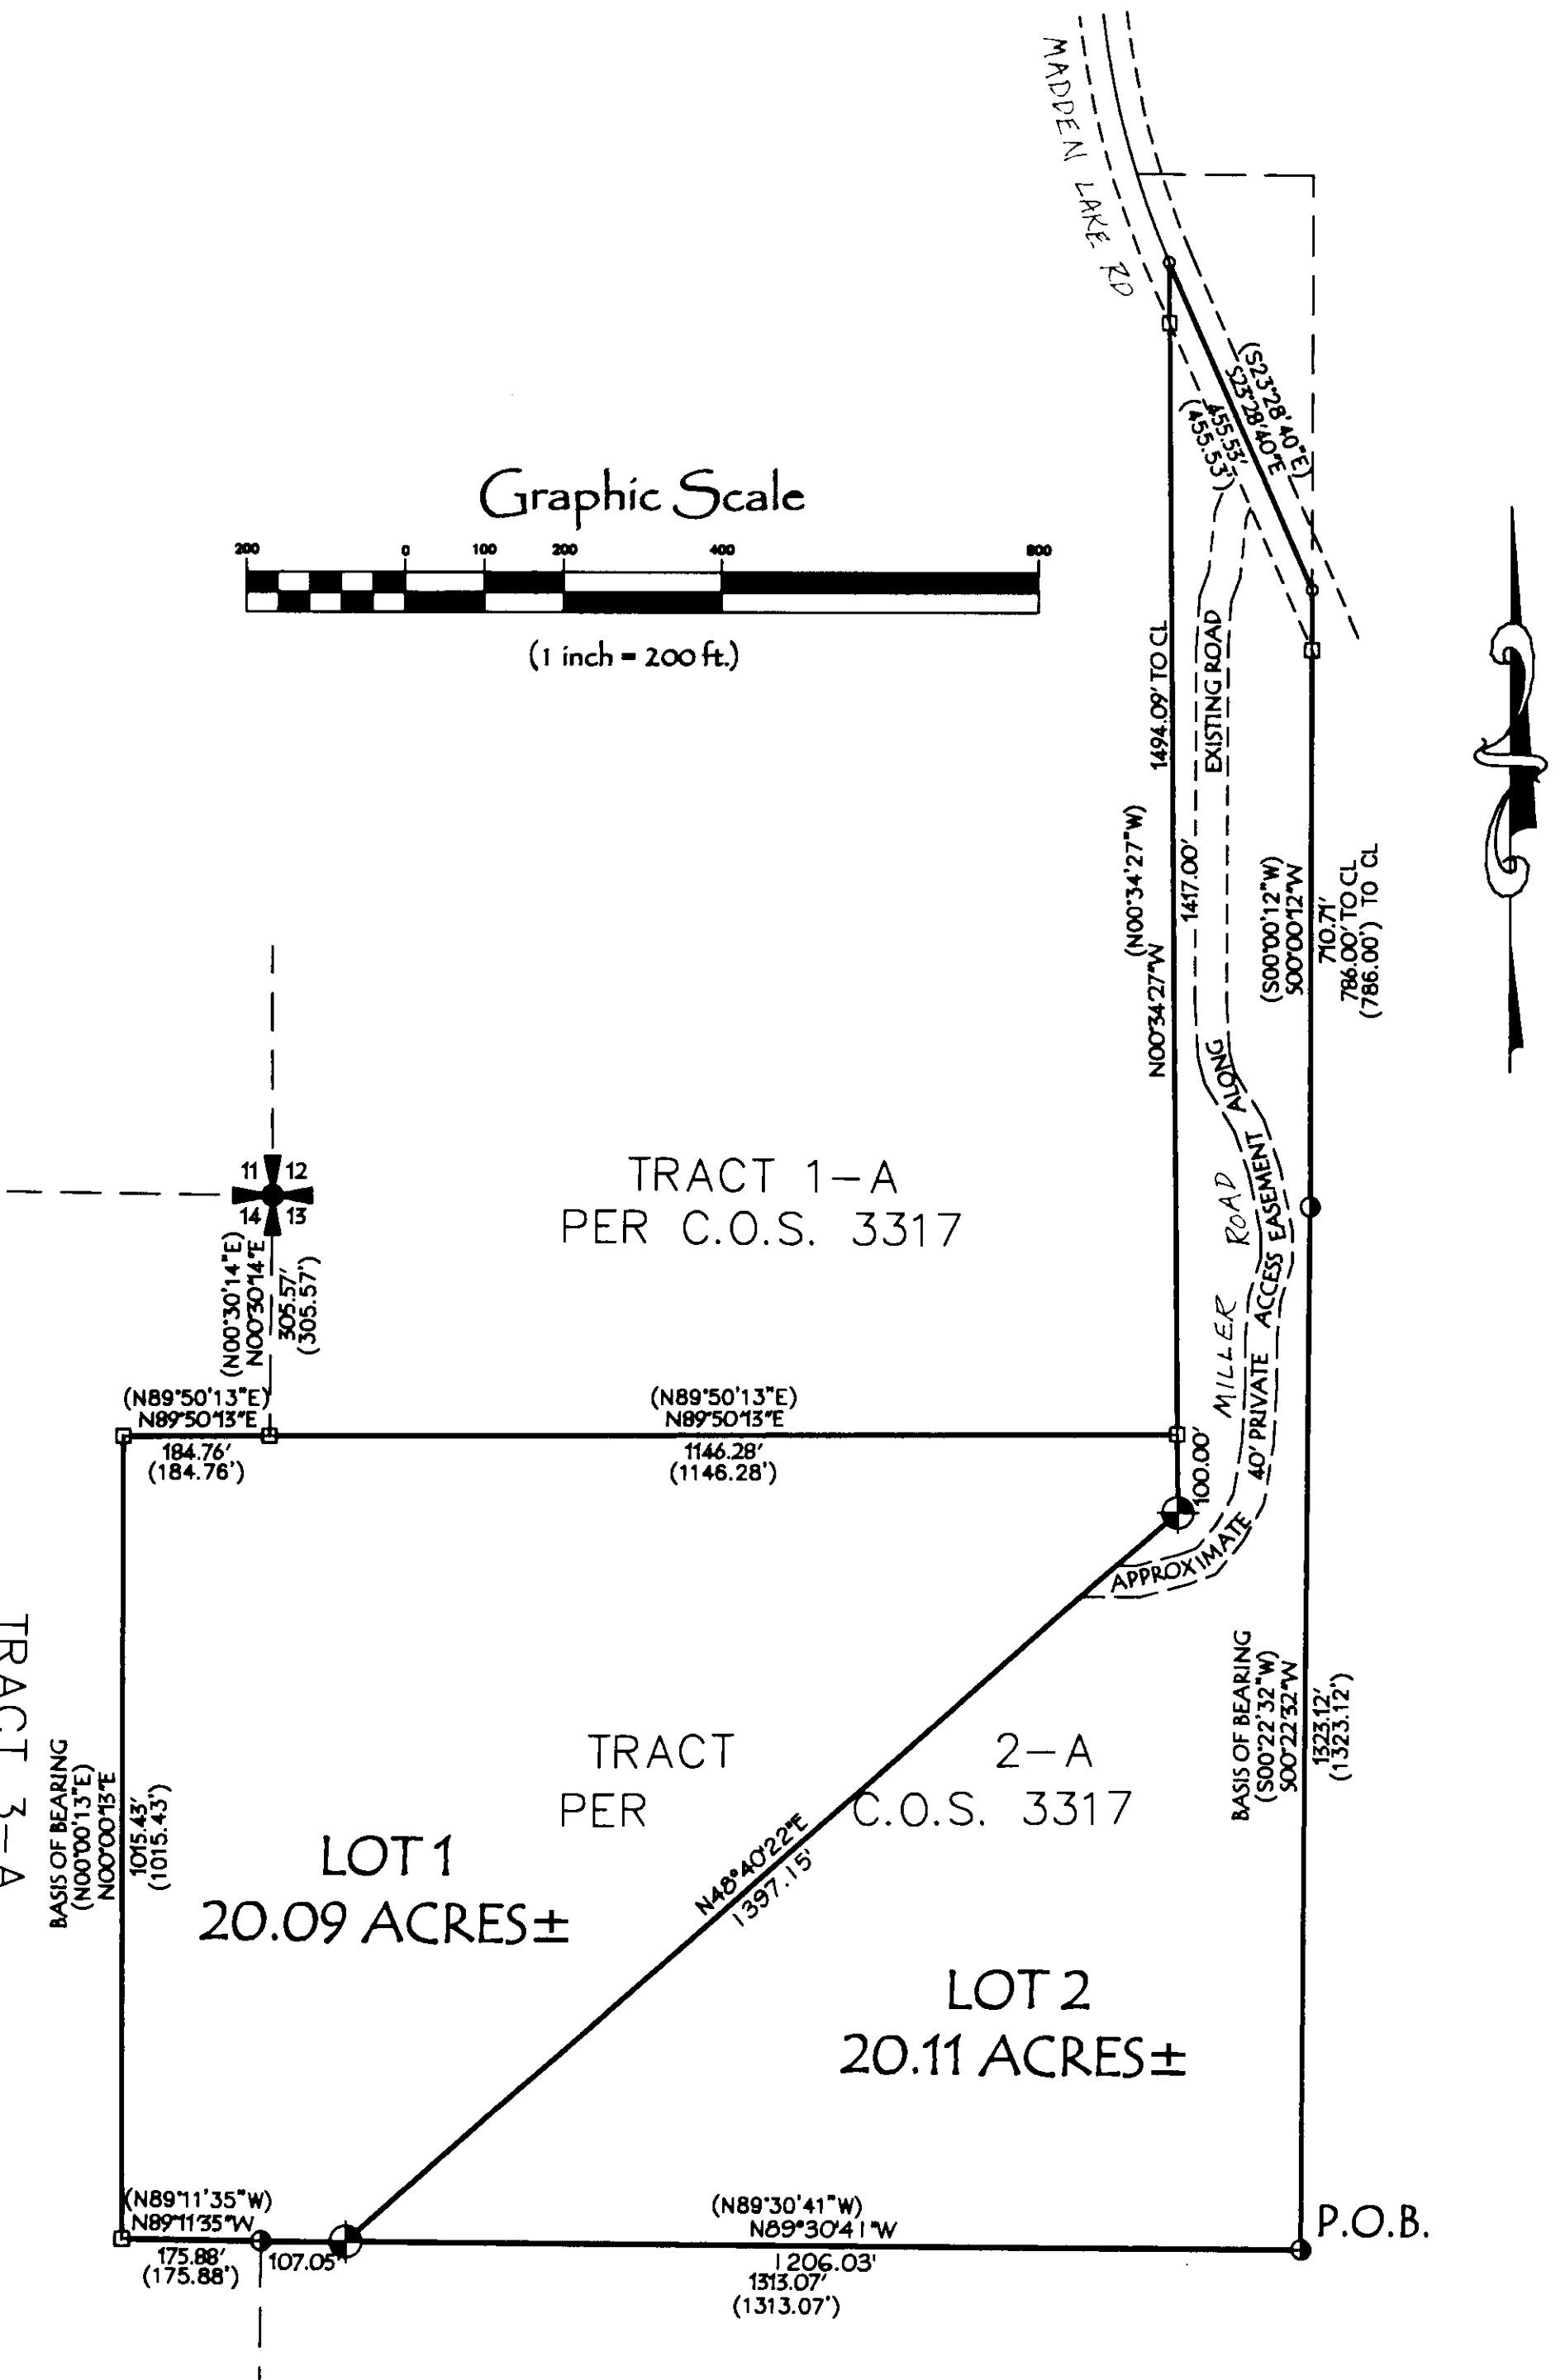 MADDEN LAKE RD
(S23°28'40"E)
S23°28'40"E
455.53'
(455.53')
Graphic Scale
200 0 100 200 400 800
(1 inch = 200 ft.)
1494.09' TO CL
(N00°34'27"W)
N00°34'27"W
1417.00'
EXISTING ROAD
(S00°00'12"W)
S00°00'12"W
710.71'
786.00' TO CL
(786.00') TO CL
40' PRIVATE ACCESS EASEMENT ALONG
APPROXIMATE
MILLER ROAD
11 12
14 13
(N00°30'14"E)
N00°30'14"E
305.57'
(305.57')
TRACT 1-A
PER C.O.S. 3317
(N89°50'13"E)
N89°50'13"E
184.76'
(184.76')
(N89°50'13"E)
N89°50'13"E
1146.28'
(1146.28')
100.00'
TRACT 3-A
BASIS OF BEARING
(N00°00'13"E)
N00°00'13"E
1015.43'
(1015.43')
TRACT 2-A
PER C.O.S. 3317
LOT 1
20.09 ACRES±
N48°40'22"E
1397.15'
BASIS OF BEARING
(S00°22'32"W)
S00°22'32"W
1323.12'
(1323.12')
LOT 2
20.11 ACRES±
(N89°11'35"W)
N89°11'35"W
175.88'
(175.88')
107.05'
(N89°30'41"W)
N89°30'41"W
1206.03'
1313.07'
(1313.07')
P.O.B.